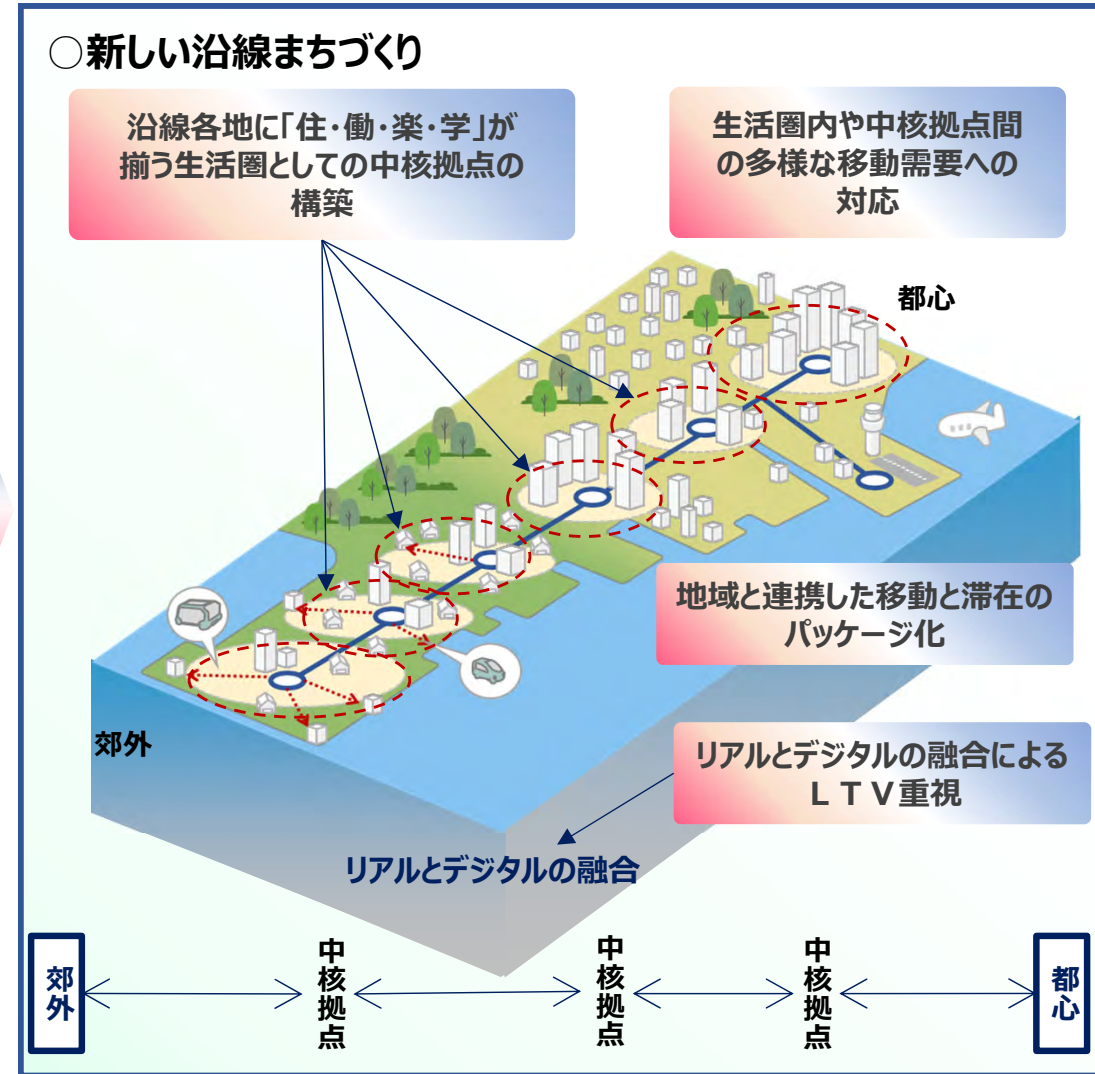 ○新しい沿線まちづくり
沿線各地に「住・働・楽・学」が
揃う生活圏としての中核拠点の
構築
生活圏内や中核拠点間
の多様な移動需要への
対応
都心
地域と連携した移動と滞在の
パッケージ化
郊外
リアルとデジタルの融合による
ＬＴＶ重視
リアルとデジタルの融合
郊外
中核拠点
中核拠点
中核拠点
都心